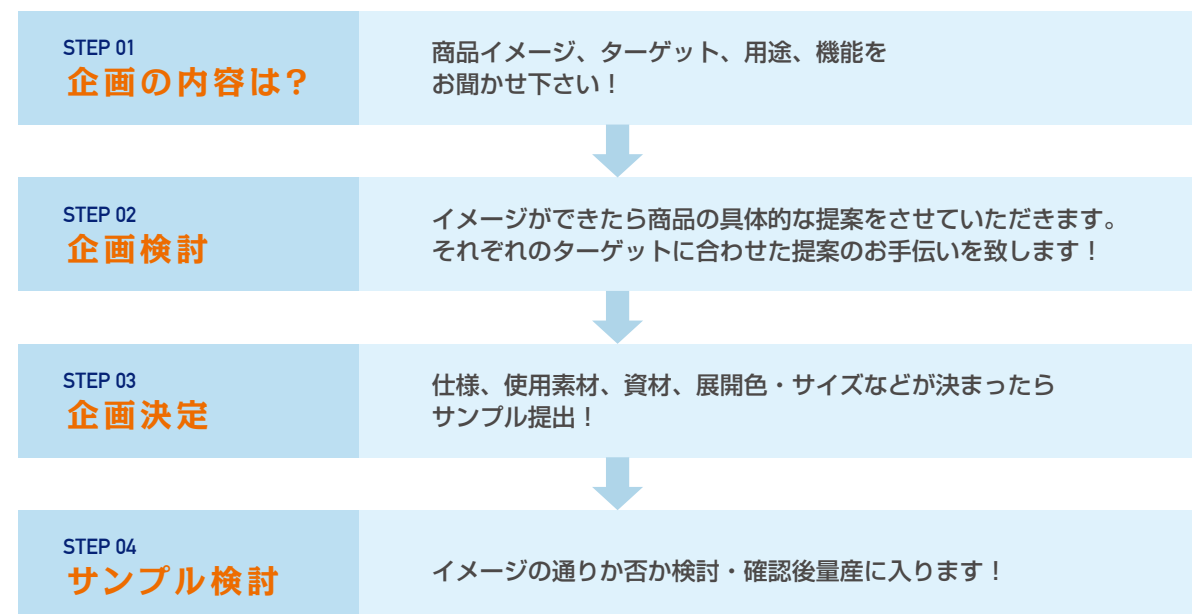 STEP 01
企画の内容は?
商品イメージ、ターゲット、用途、機能を
お聞かせ下さい！
STEP 02
企画検討
イメージができたら商品の具体的な提案をさせていただきます。
それぞれのターゲットに合わせた提案のお手伝いを致します！
STEP 03
企画決定
仕様、使用素材、資材、展開色・サイズなどが決まったら
サンプル提出！
STEP 04
サンプル検討
イメージの通りか否か検討・確認後量産に入ります！